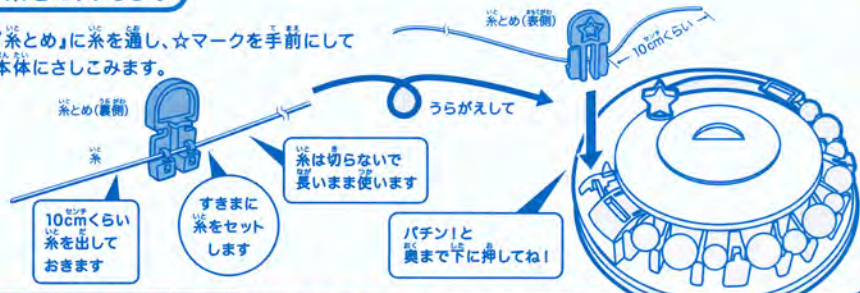 『糸とめ』に糸を通し、☆マークを手前にして
本体にさしこみます。
糸とめ(表側)
10cmくらい
糸とめ(裏側)
うらがえして
糸
糸は切らないで
長いまま使います
10cmくらい
糸を出して
おきます
すきまに
糸をセット
します
パチン!と
奥まで下に押してね!